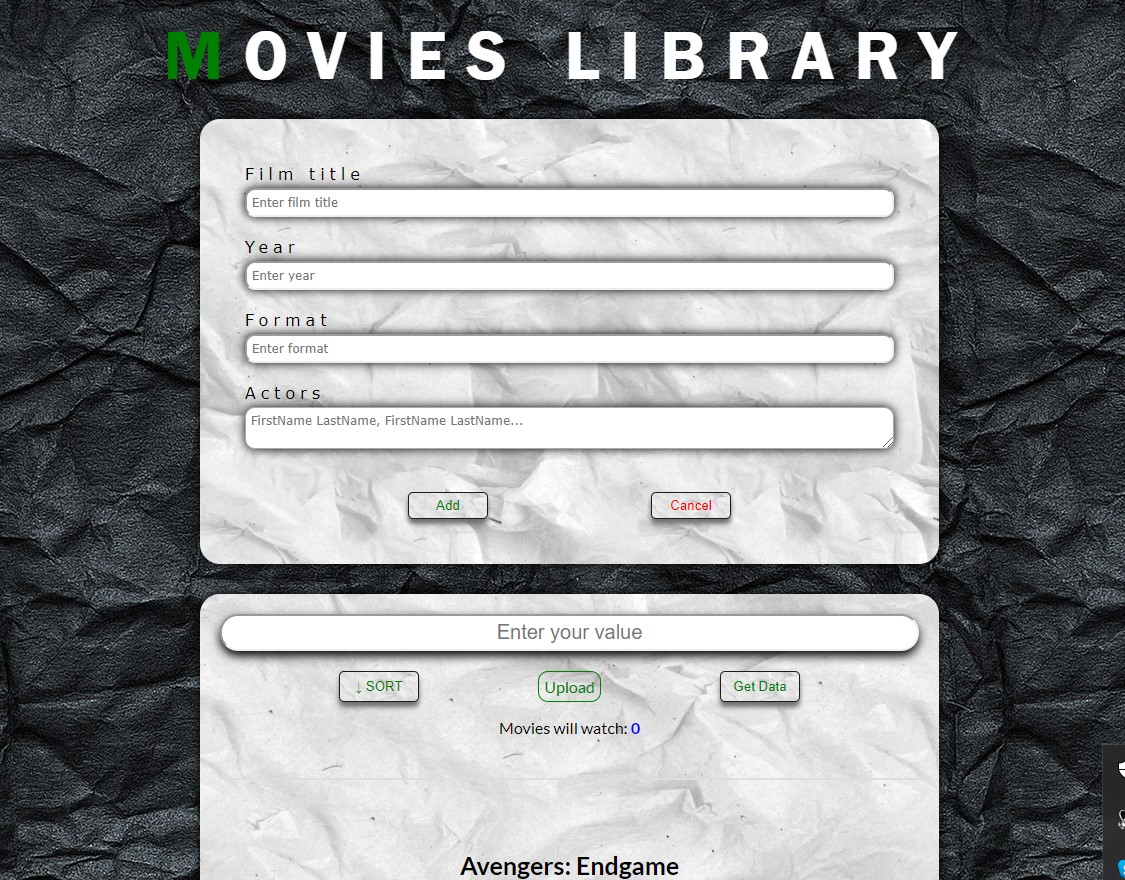 MOVIES LIBRARY
Film title
Enter film title
Year
Enter year
Format
Enter format
Actors
FirstName LastName, FirstName LastName...
Add Cancel
Enter your value
↓ SORT Upload Get Data
Movies will watch: 0
Avengers: Endgame